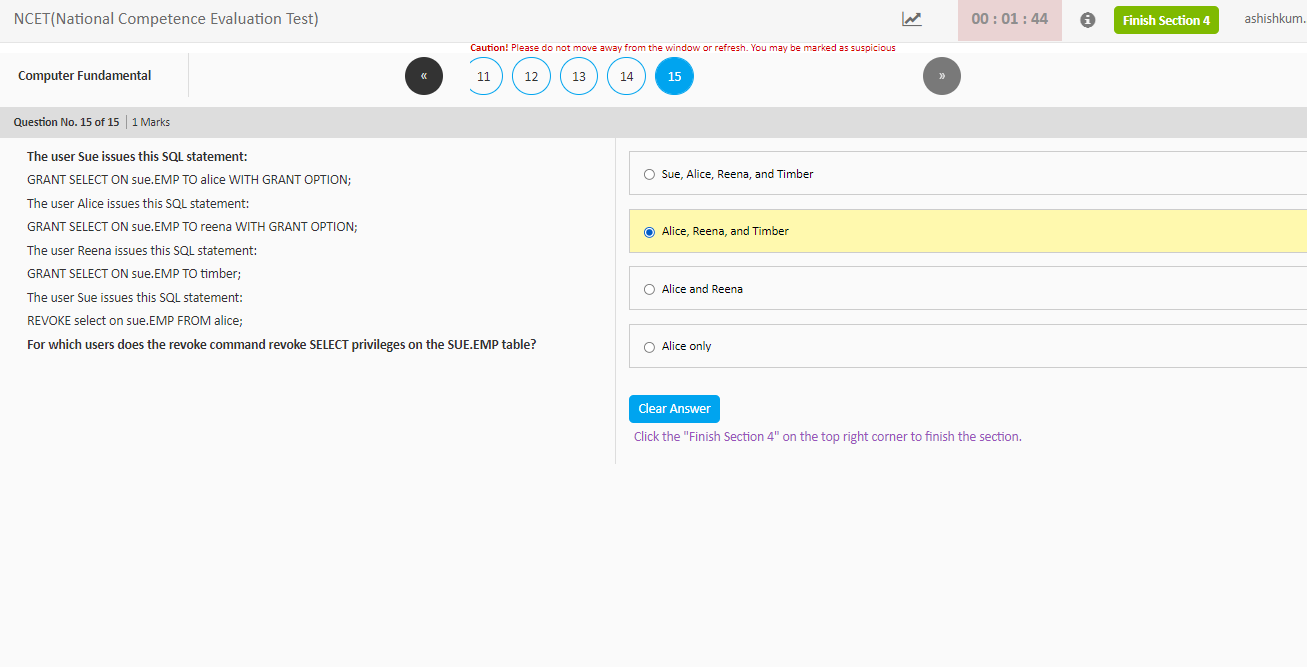 NCET(National Competence Evaluation Test)
00 : 01 : 44
Finish Section 4
ashishkum.
Caution! Please do not move away from the window or refresh. You may be marked as suspicious
Computer Fundamental
«
11
12
13
14
15
»
Question No. 15 of 15
1 Marks
The user Sue issues this SQL statement:
GRANT SELECT ON sue.EMP TO alice WITH GRANT OPTION;
The user Alice issues this SQL statement:
GRANT SELECT ON sue.EMP TO reena WITH GRANT OPTION;
The user Reena issues this SQL statement:
GRANT SELECT ON sue.EMP TO timber;
The user Sue issues this SQL statement:
REVOKE select on sue.EMP FROM alice;
For which users does the revoke command revoke SELECT privileges on the SUE.EMP table?
Sue, Alice, Reena, and Timber
Alice, Reena, and Timber
Alice and Reena
Alice only
Clear Answer
Click the "Finish Section 4" on the top right corner to finish the section.